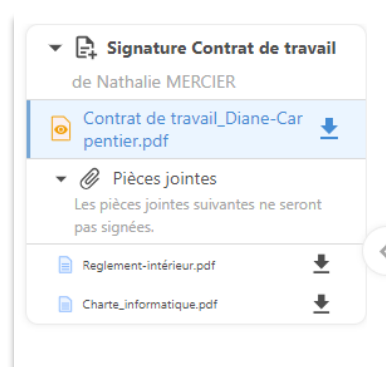 Signature Contrat de travail
de Nathalie MERCIER
Contrat de travail_Diane-Car
pentier.pdf
Pièces jointes
Les pièces jointes suivantes ne seront
pas signées.
Reglement-intérieur.pdf
Charte_informatique.pdf